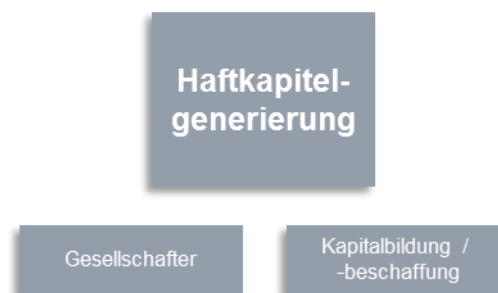 Haftkapitel-
generierung
Gesellschafter
Kapitalbildung /
-beschaffung